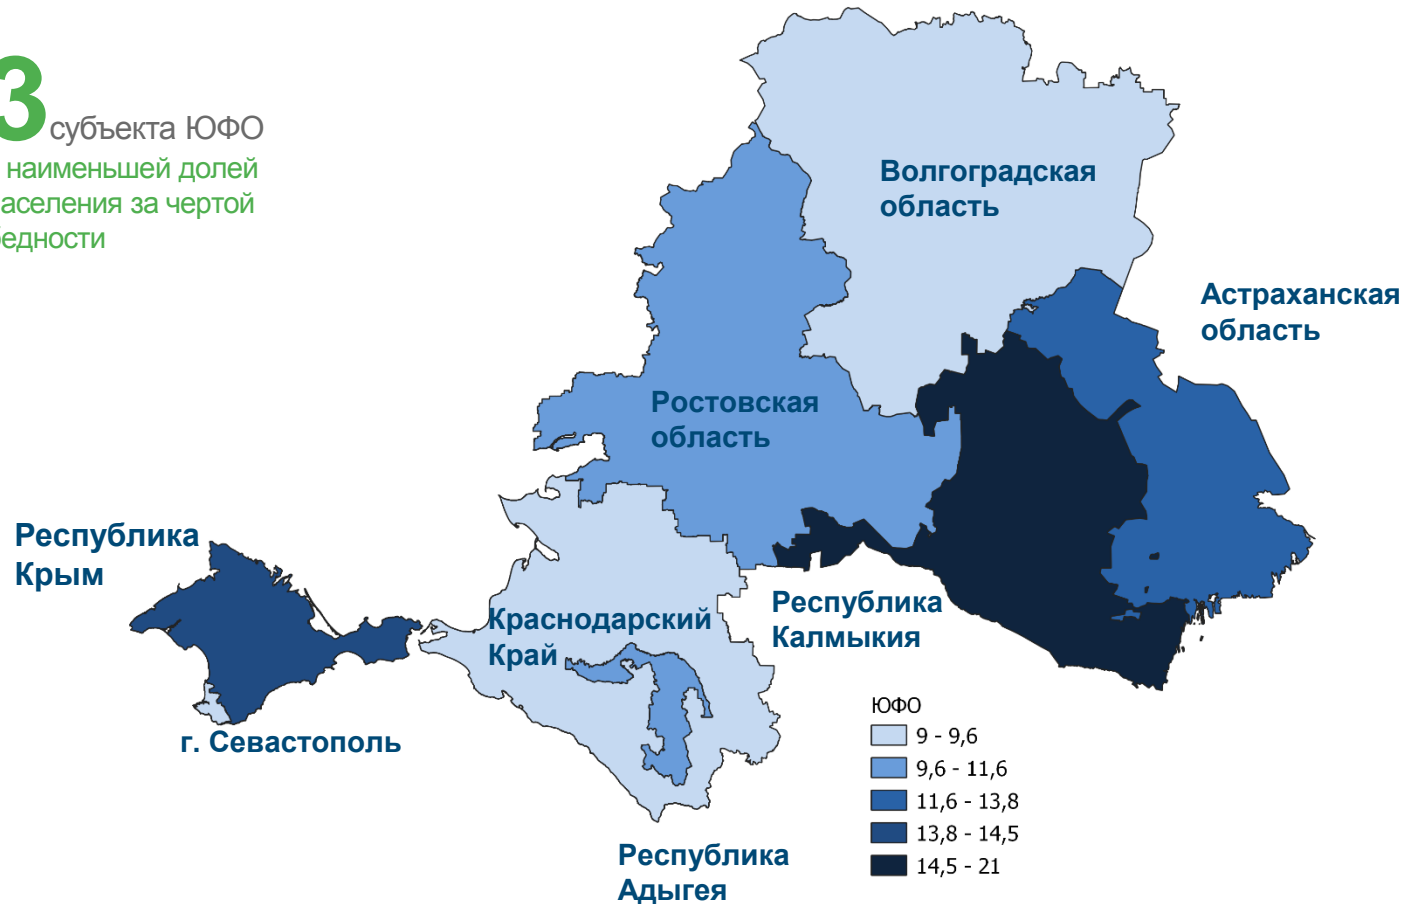 3 субъекта ЮФО
наименьшей долей
аселения за чертой
бедности
Волгоградская
область
Астраханская
область
Ростовская
область
Республика
Крым
Краснодарский
Край
Республика
Калмыкия
г. Севастополь
Республика
Адыгея
ЮФО
9 - 9,6
9,6 - 11,6
11,6 - 13,8
13,8 - 14,5
14,5 - 21